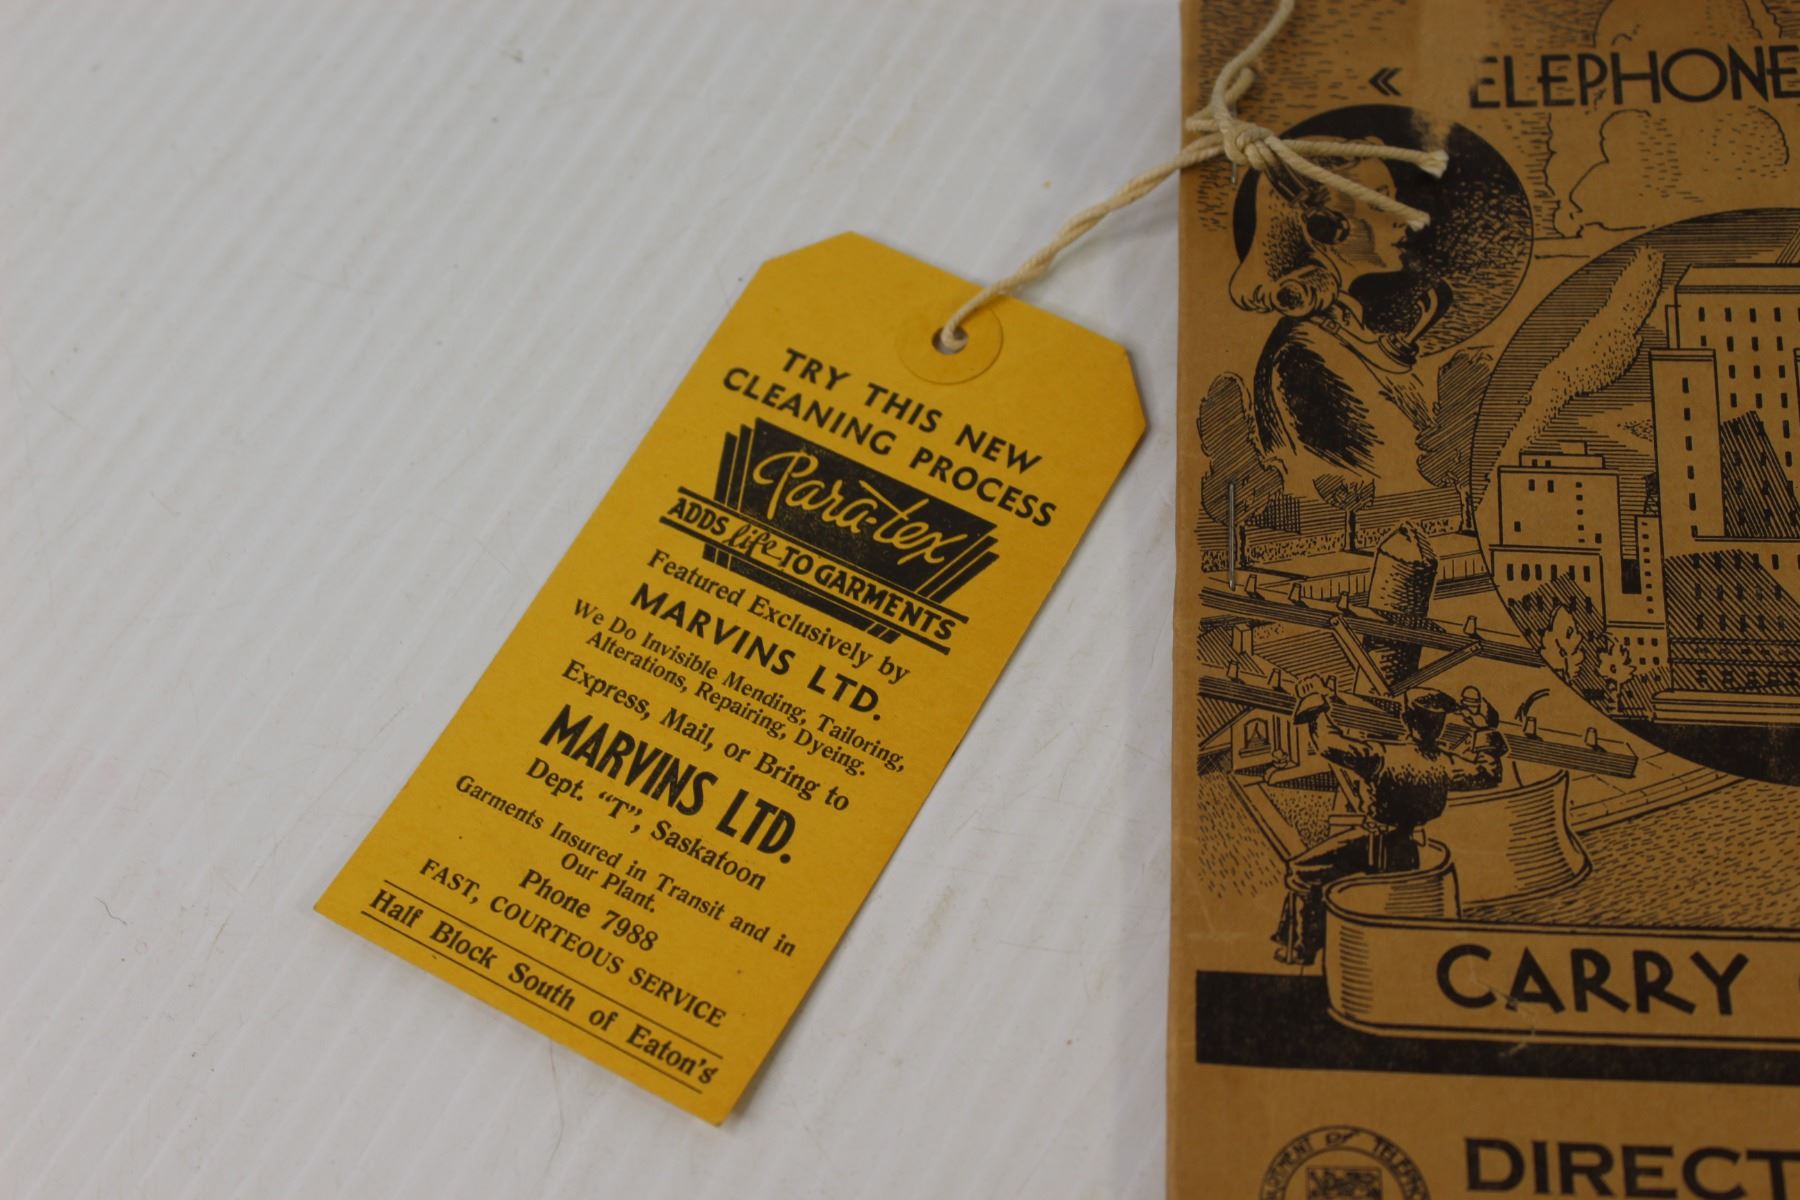 TRY THIS NEW
CLEANING PROCESS
Para-tex
ADDS life TO GARMENTS
Featured Exclusively by
MARVINS LTD.
We Do Invisible Mending, Tailoring,
Alterations, Repairing, Dyeing.
Express, Mail, or Bring to
MARVINS LTD.
Dept. "T", Saskatoon
Garments Insured in Transit and in
Our Plant.
Phone 7988
FAST, COURTEOUS SERVICE
Half Block South of Eaton's
« ELEPHONE
CARRY
DIRECT
OF TELEP